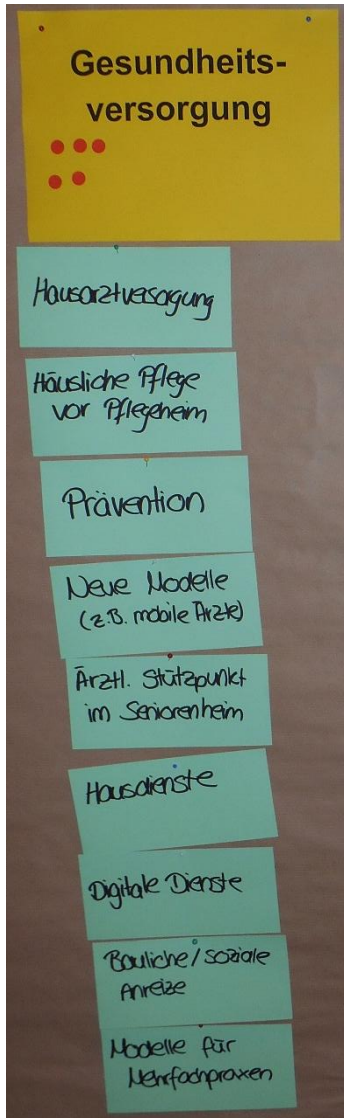 Gesundheits-
versorgung
Hausarztversorgung
Häusliche Pflege
vor Pflegeheim
Prävention
Neue Modelle
(z.B. mobile Ärzte)
Ärztl. Stützpunkt
im Seniorenheim
Hausdienste
Digitale Dienste
Bauliche/soziale
Anreize
Modelle für
Mehrfachpraxen